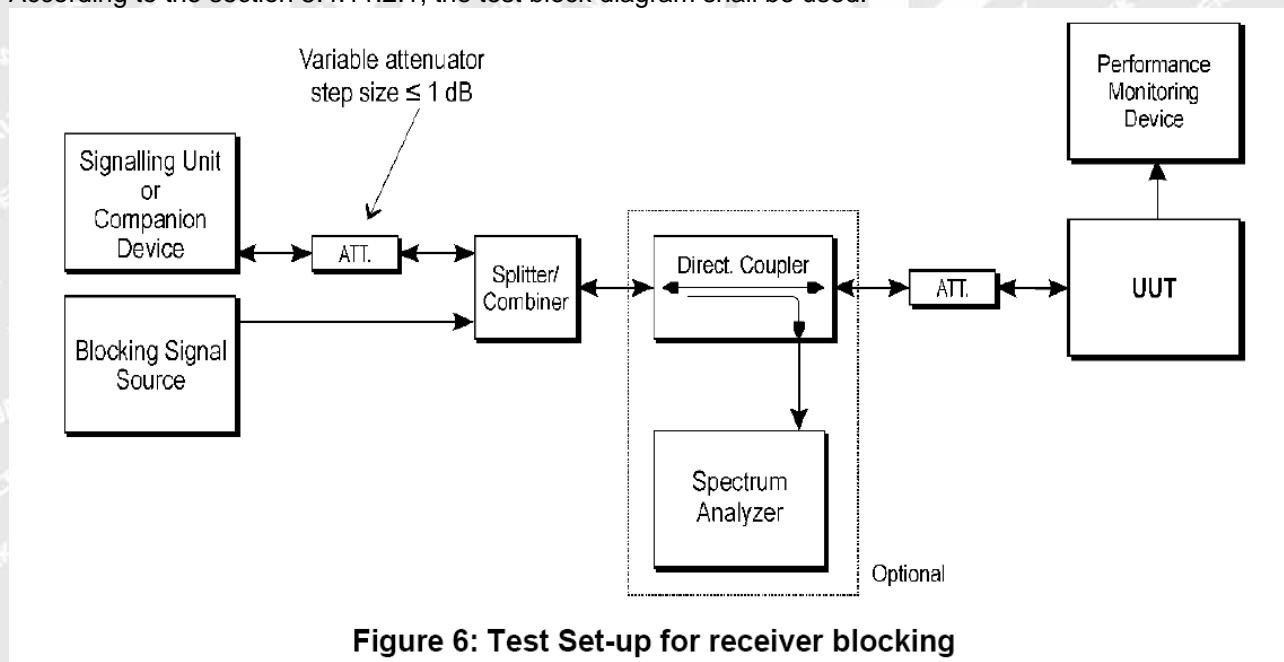 Variable attenuator
step size ≤ 1 dB
Performance
Monitoring
Device
Signalling Unit
or
Companion
Device
ATT.
Splitter/
Combiner
Direct. Coupler
ATT.
UUT
Blocking Signal
Source
Spectrum
Analyzer
Optional
Figure 6: Test Set-up for receiver blocking